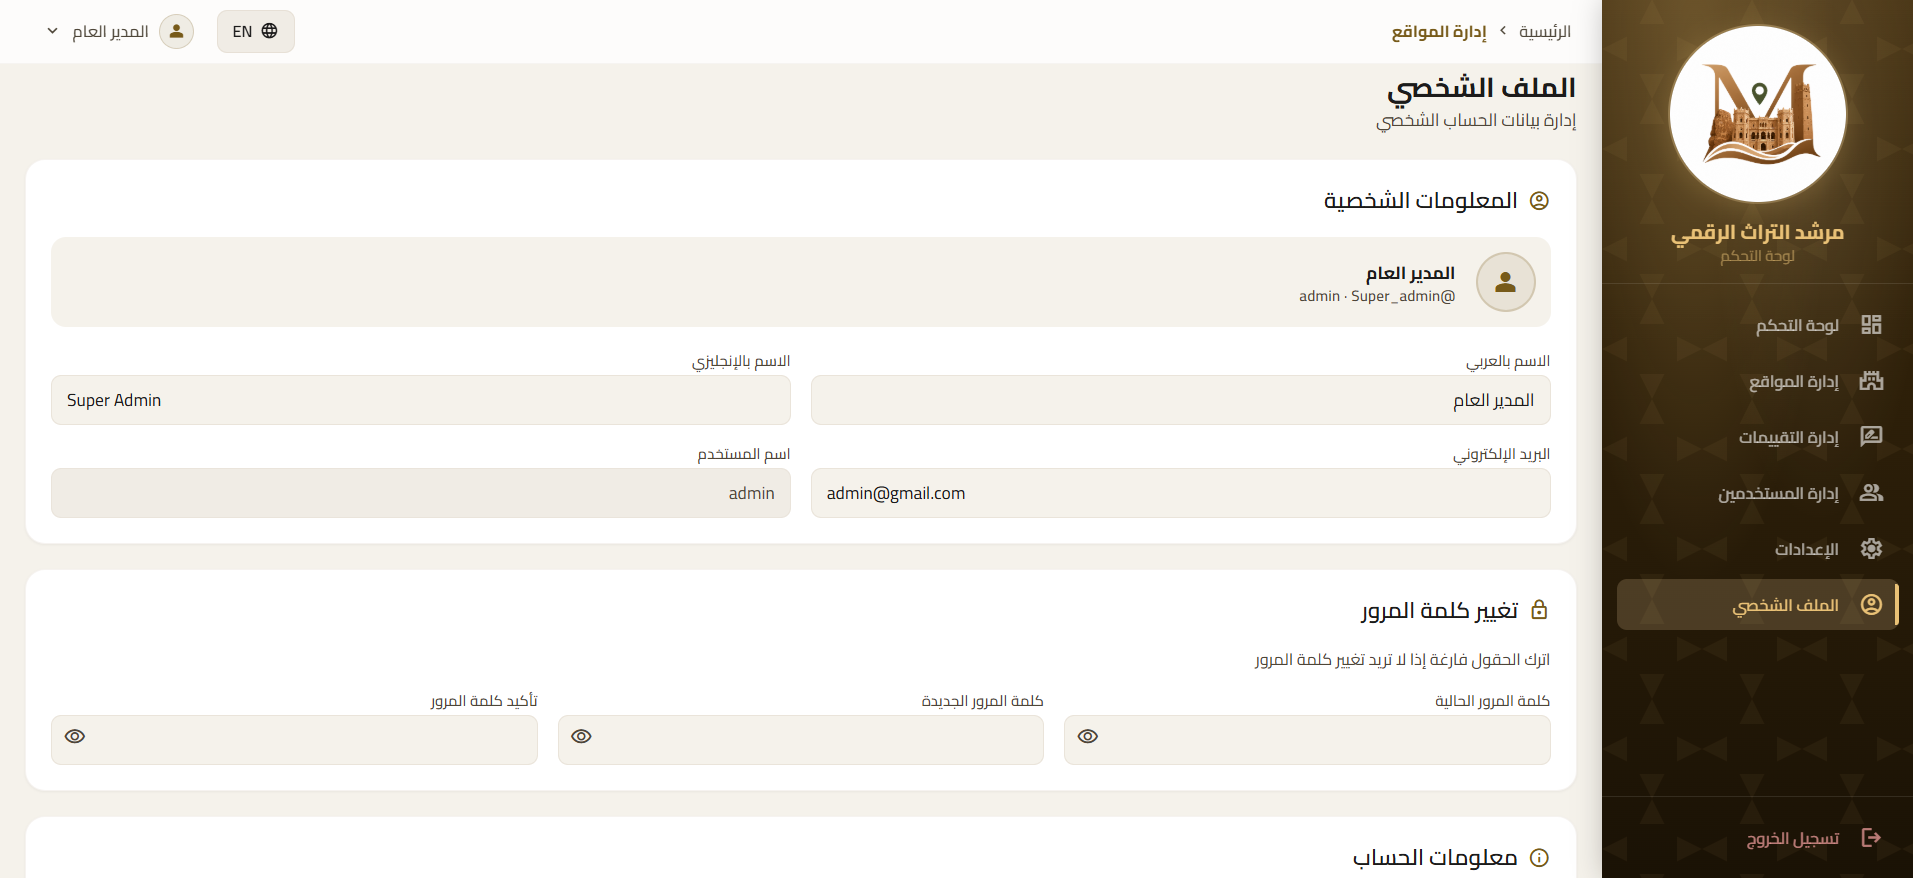 الرئيسية › إدارة المواقع
EN
المدير العام
مرشد التراث الرقمي
لوحة التحكم
لوحة التحكم
إدارة المواقع
إدارة التقييمات
إدارة المستخدمين
الإعدادات
الملف الشخصي
تسجيل الخروج
الملف الشخصي
إدارة بيانات الحساب الشخصي
المعلومات الشخصية
المدير العام
@admin · Super_admin
الاسم بالعربي
المدير العام
الاسم بالإنجليزي
Super Admin
البريد الإلكتروني
admin@gmail.com
اسم المستخدم
admin
تغيير كلمة المرور
اترك الحقول فارغة إذا لا تريد تغيير كلمة المرور
كلمة المرور الحالية
كلمة المرور الجديدة
تأكيد كلمة المرور
معلومات الحساب